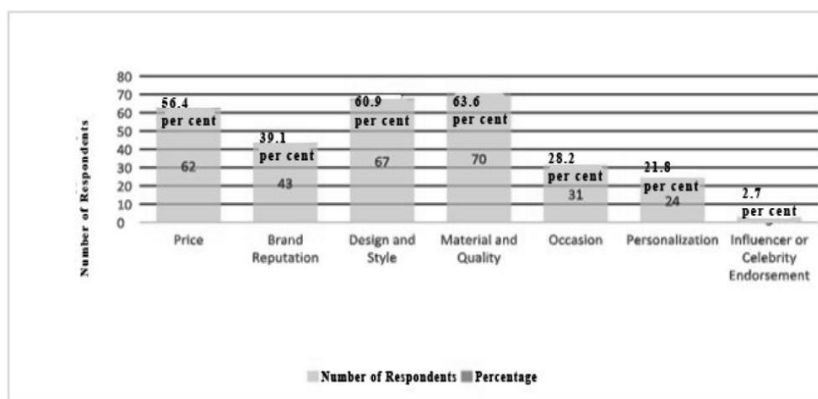 Number of Respondents
80
70
60
50
40
30
20
10
0
56.4
per cent
62
39.1
per cent
43
60.9
per cent
67
63.6
per cent
70
28.2
per cent
31
21.8
per cent
24
2.7
per cent
Price
Brand
Reputation
Design and
Style
Material and
Quality
Occasion
Personalization
Influencer or
Celebrity
Endorsement
Number of Respondents Percentage